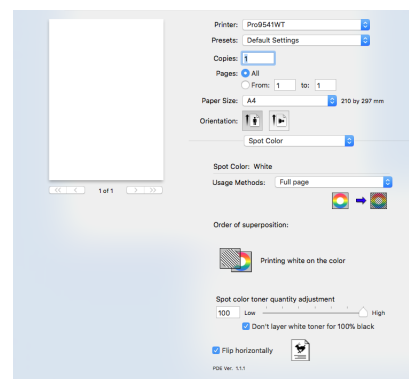 Printer: Pro9541WT
Presets: Default Settings
Copies: 1
Pages: All
From: 1 to: 1
Paper Size: A4 210 by 297 mm
Orientation:
Spot Color
Spot Color: White
Usage Methods: Full page
<< < 1 of 1 > >>
Order of superposition:
Printing white on the color
Spot color toner quantity adjustment
100 Low High
Don't layer white toner for 100% black
Flip horizontally
PDE Ver. 1.1.1